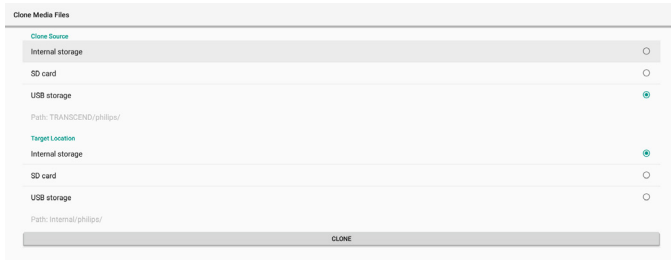 Clone Media Files
Clone Source
Internal storage
SD card
USB storage
Path: TRANSCEND/philips/
Target Location
Internal storage
SD card
USB storage
Path: Internal/philips/
CLONE